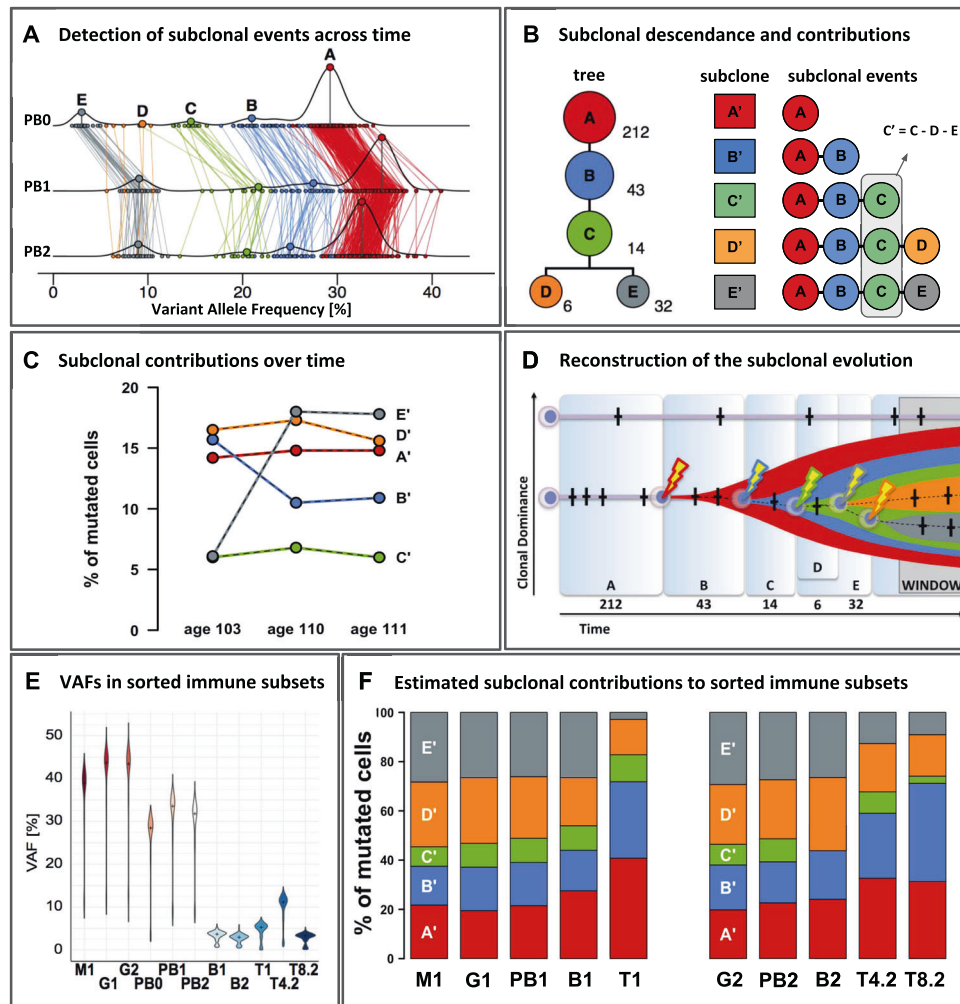 A Detection of subclonal events across time
A
E
D
C
B
PB0
PB1
PB2
0 10 20 30 40
Variant Allele Frequency [%]
B Subclonal descendance and contributions
tree subclone subclonal events
A
212
B
43
C
14
D
6
E
32
A'
B'
C'
D'
E'
A
C' = C - D - E
A B
A B C
A B C D
A B C E
C Subclonal contributions over time
% of mutated cells
20
15
10
5
0
E'
D'
A'
B'
C'
age 103 age 110 age 111
D Reconstruction of the subclonal evolution
Clonal Dominance
A B C D E WINDOW
212 43 14 6 32
Time
E VAFs in sorted immune subsets
VAF [%]
50
40
30
20
10
0
M1 G2 PB1 B1 T1 T8.2
G1 PB0 PB2 B2 T4.2
F Estimated subclonal contributions to sorted immune subsets
% of mutated cells
100
80
60
40
20
0
E'
D'
C'
B'
A'
M1 G1 PB1 B1 T1
E'
D'
C'
B'
A'
G2 PB2 B2 T4.2 T8.2